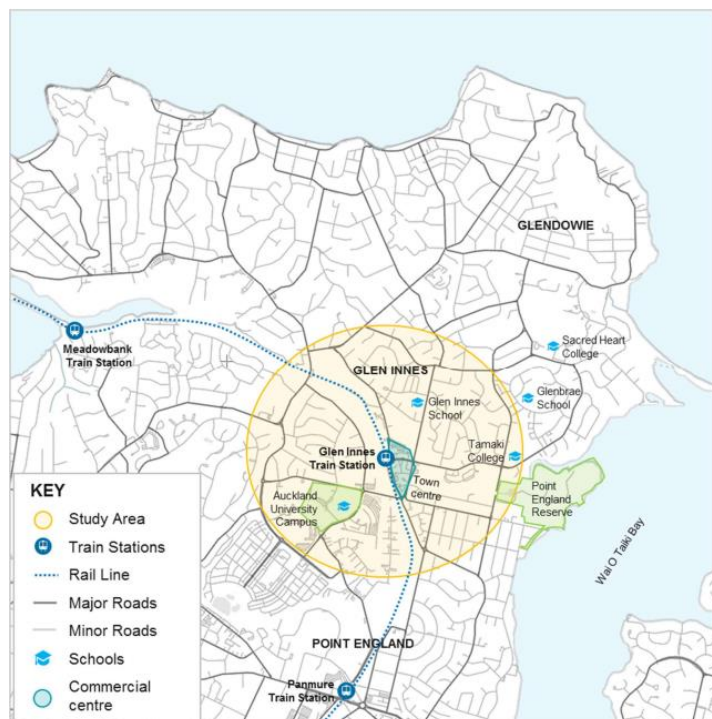 GLENDOWIE
Sacred Heart
College
Meadowbank
Train Station
GLEN INNES
Glen Innes
School
Glenbrae
School
Glen Innes
Train Station
Tamaki
College
Town
centre
Auckland
University
Campus
Point
England
Reserve
Wai O Taiki Bay
POINT ENGLAND
Panmure
Train Station
KEY
Study Area
Train Stations
Rail Line
Major Roads
Minor Roads
Schools
Commercial
centre